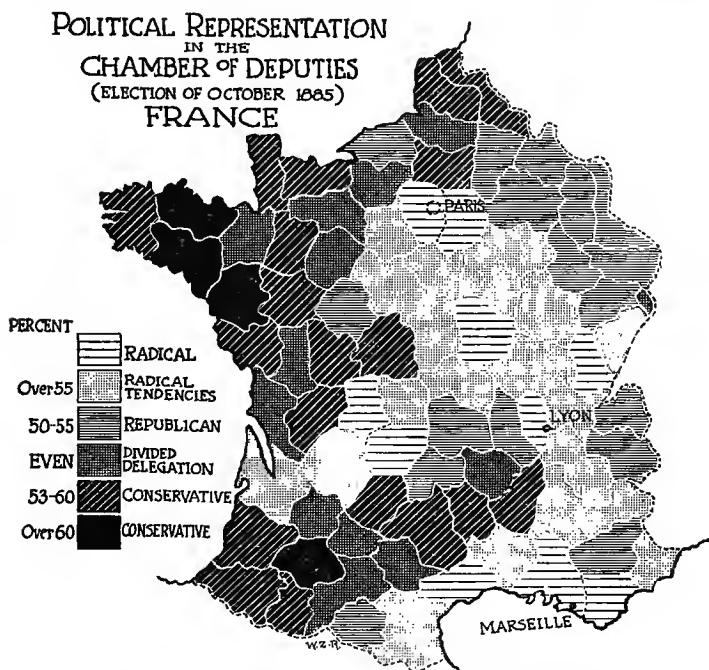 POLITICAL REPRESENTATION
IN THE
CHAMBER OF DEPUTIES
(ELECTION OF OCTOBER 1885)
FRANCE
PARIS
PERCENT
RADICAL
Over 55 RADICAL TENDENCIES
50-55 REPUBLICAN
EVEN DIVIDED DELEGATION
53-60 CONSERVATIVE
Over 60 CONSERVATIVE
LYON
MARSEILLE
W.Z.R.